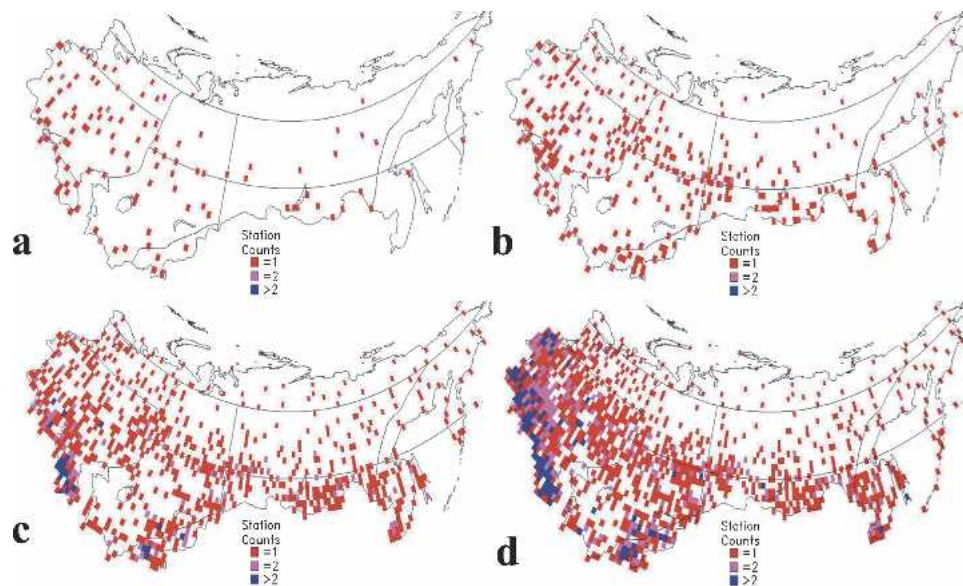 a
Station
Counts
=1
=2
>2
b
Station
Counts
=1
=2
>2
c
Station
Counts
=1
=2
>2
d
Station
Counts
=1
=2
>2